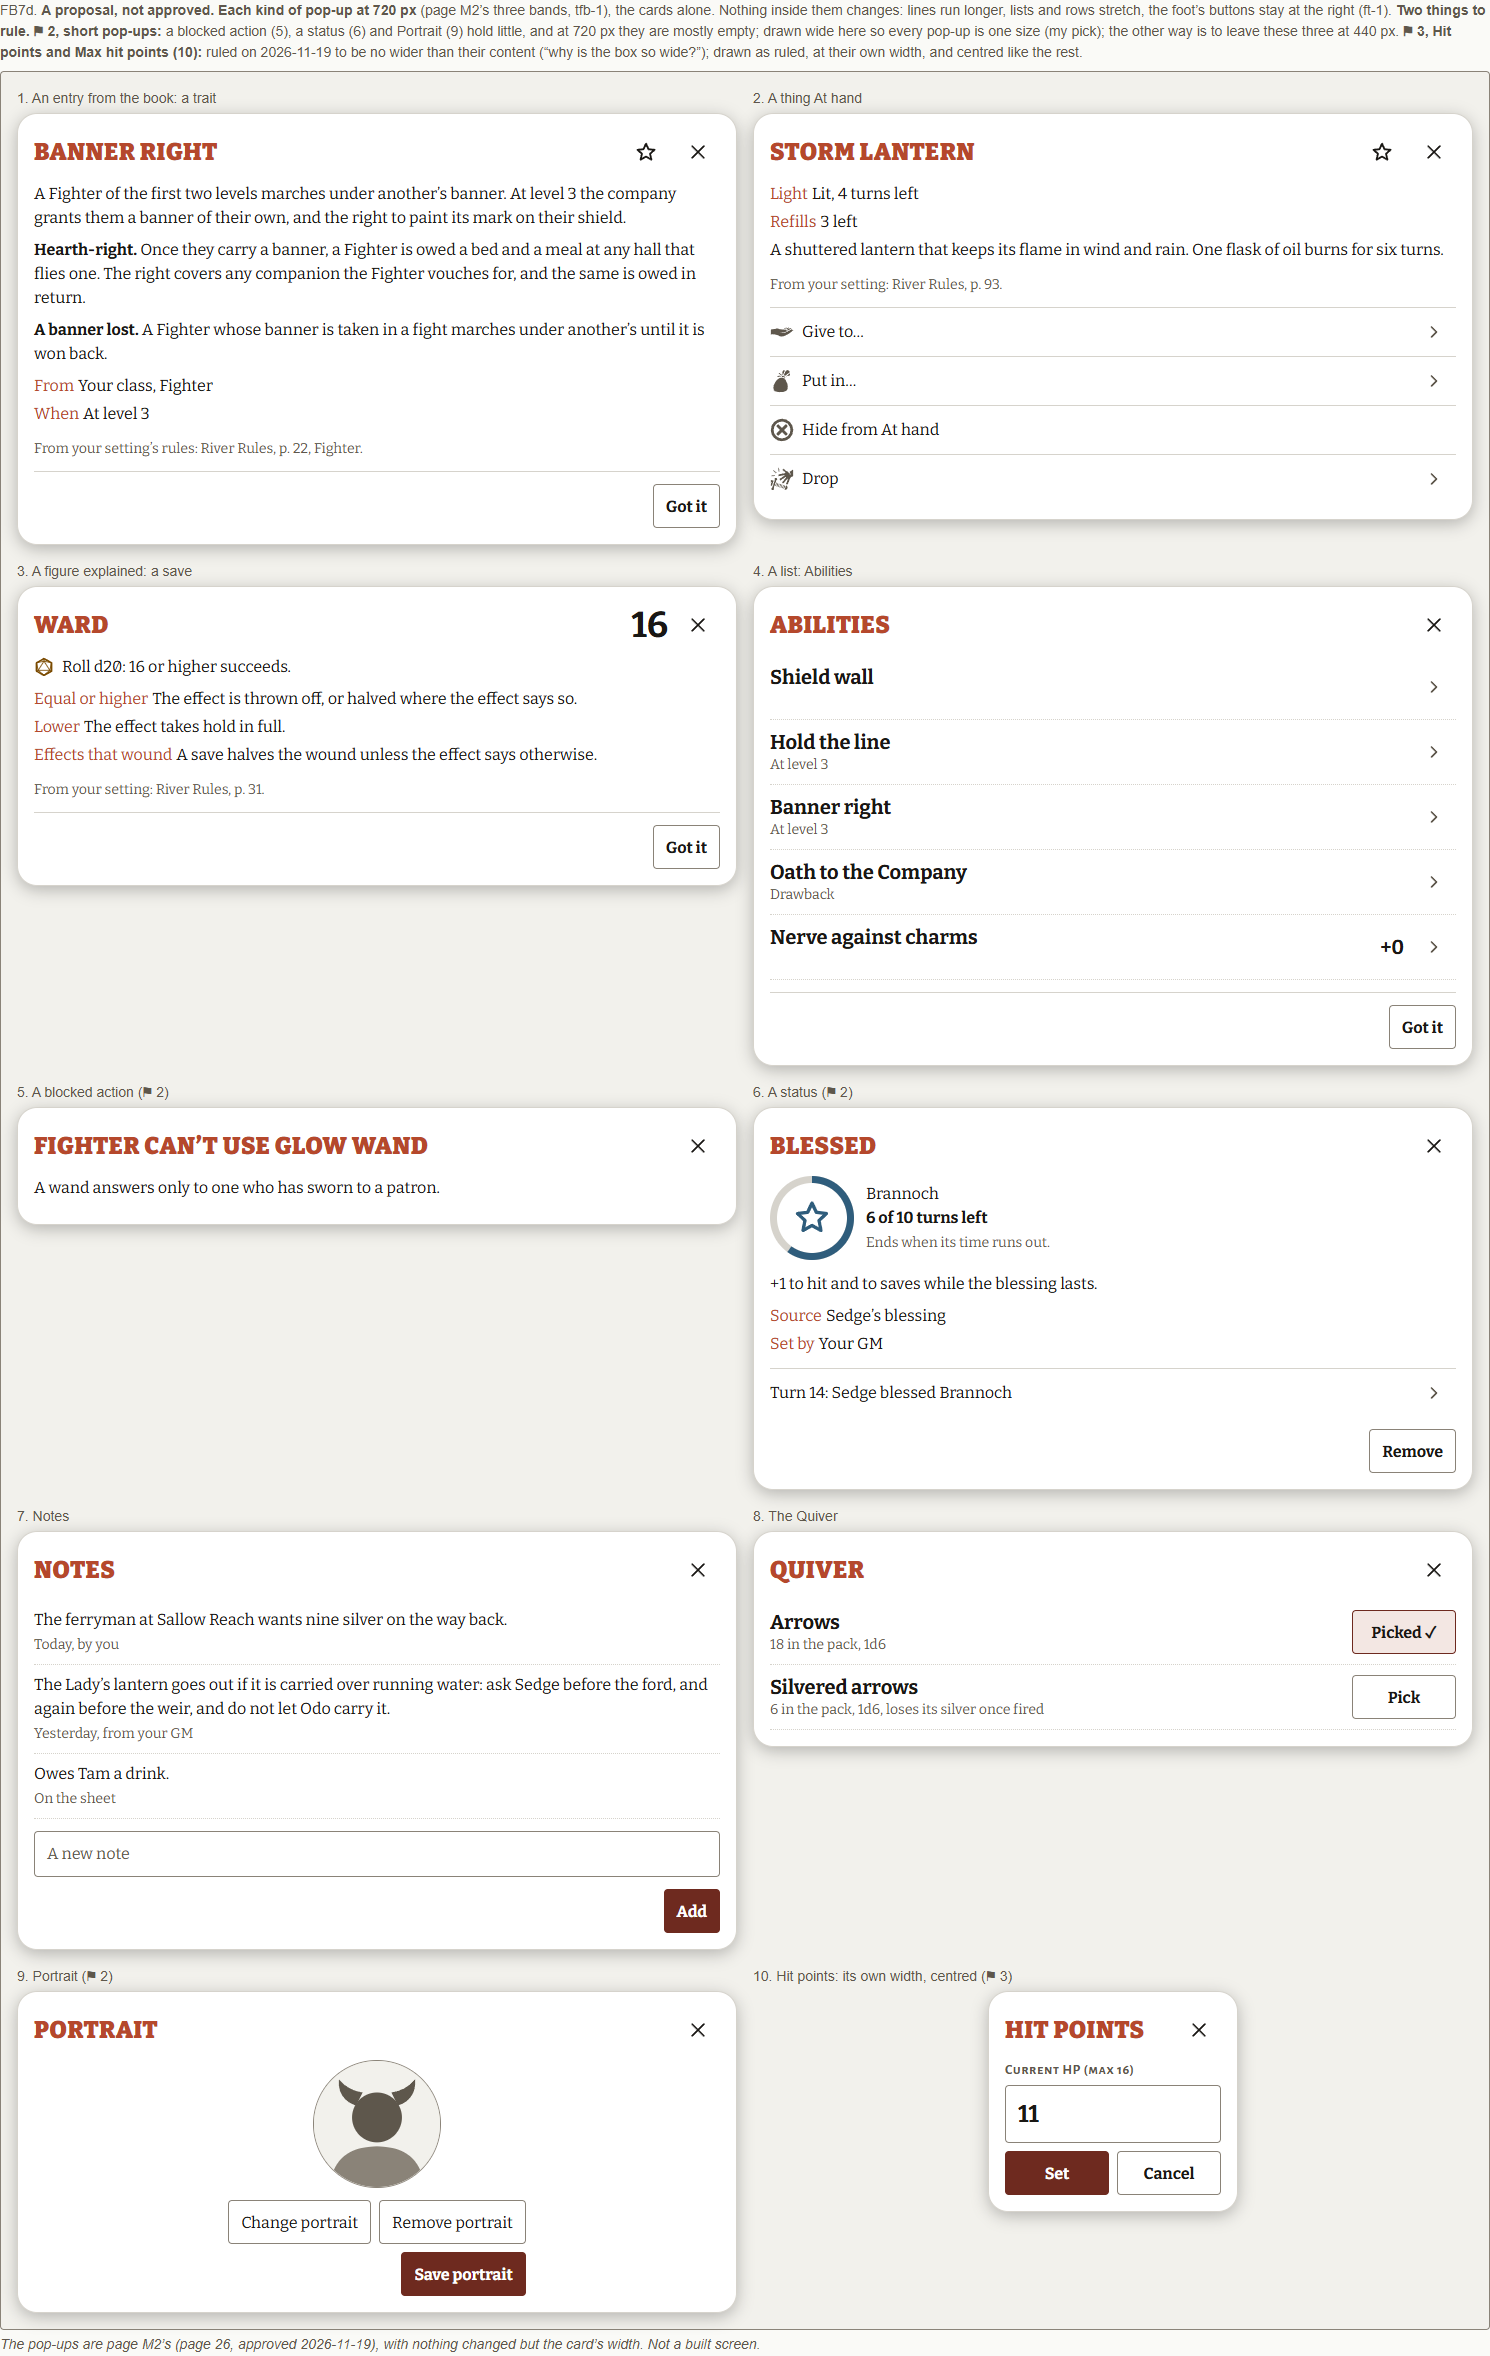 FB7d. A proposal, not approved. Each kind of pop-up at 720 px (page M2's three bands, tfb-1), the cards alone. Nothing inside them changes: lines run longer, lists and rows stretch, the foot's buttons stay at the right (ft-1). Two things to
rule. ⚑ 2, short pop-ups: a blocked action (5), a status (6) and Portrait (9) hold little, and at 720 px they are mostly empty; drawn wide here so every pop-up is one size (my pick); the other way is to leave these three at 440 px. ⚑ 3, Hit
points and Max hit points (10): ruled on 2026-11-19 to be no wider than their content (“why is the box so wide?”); drawn as ruled, at their own width, and centred like the rest.
1. An entry from the book: a trait
BANNER RIGHT
A Fighter of the first two levels marches under another’s banner. At level 3 the company
grants them a banner of their own, and the right to paint its mark on their shield.
Hearth-right. Once they carry a banner, a Fighter is owed a bed and a meal at any hall that
flies one. The right covers any companion the Fighter vouches for, and the same is owed in
return.
A banner lost. A Fighter whose banner is taken in a fight marches under another’s until it is
won back.
From Your class, Fighter
When At level 3
From your setting’s rules: River Rules, p. 22, Fighter.
Got it
2. A thing At hand
STORM LANTERN
Light Lit, 4 turns left
Refills 3 left
A shuttered lantern that keeps its flame in wind and rain. One flask of oil burns for six turns.
From your setting: River Rules, p. 93.
Give to…
Put in…
Hide from At hand
Drop
3. A figure explained: a save
WARD 16
Roll d20: 16 or higher succeeds.
Equal or higher The effect is thrown off, or halved where the effect says so.
Lower The effect takes hold in full.
Effects that wound A save halves the wound unless the effect says otherwise.
From your setting: River Rules, p. 31.
Got it
4. A list: Abilities
ABILITIES
Shield wall
Hold the line
At level 3
Banner right
At level 3
Oath to the Company
Drawback
Nerve against charms +0
Got it
5. A blocked action (⚑ 2)
FIGHTER CAN’T USE GLOW WAND
A wand answers only to one who has sworn to a patron.
6. A status (⚑ 2)
BLESSED
Brannoch
6 of 10 turns left
Ends when its time runs out.
+1 to hit and to saves while the blessing lasts.
Source Sedge’s blessing
Set by Your GM
Turn 14: Sedge blessed Brannoch
Remove
7. Notes
NOTES
The ferryman at Sallow Reach wants nine silver on the way back.
Today, by you
The Lady’s lantern goes out if it is carried over running water: ask Sedge before the ford, and
again before the weir, and do not let Odo carry it.
Yesterday, from your GM
Owes Tam a drink.
On the sheet
A new note
Add
8. The Quiver
QUIVER
Arrows
18 in the pack, 1d6
Picked ✓
Silvered arrows
6 in the pack, 1d6, loses its silver once fired
Pick
9. Portrait (⚑ 2)
PORTRAIT
Change portrait Remove portrait
Save portrait
10. Hit points: its own width, centred (⚑ 3)
HIT POINTS
CURRENT HP (MAX 16)
11
Set Cancel
The pop-ups are page M2's (page 26, approved 2026-11-19), with nothing changed but the card's width. Not a built screen.